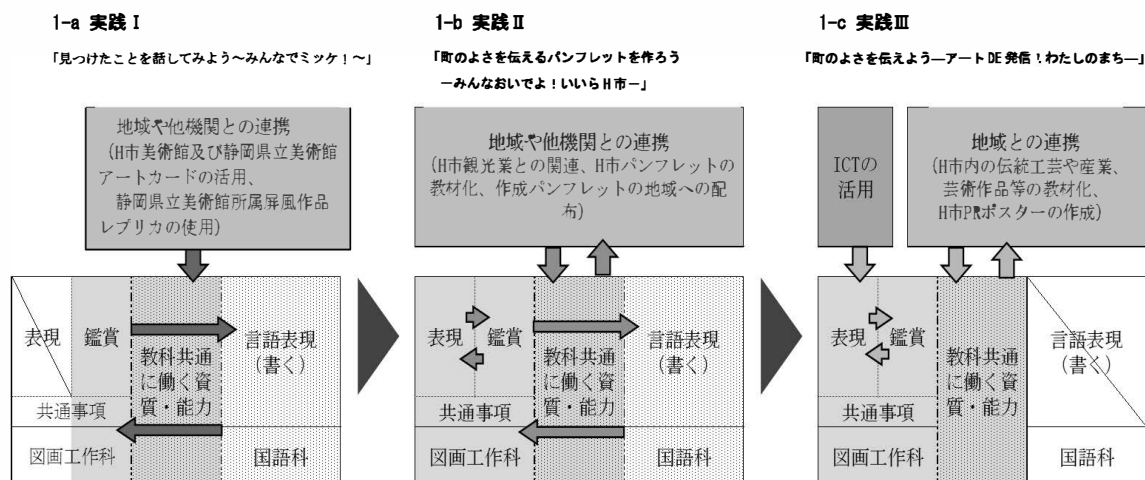 1-a 実践Ⅰ
「見つけたことを話してみよう～みんなでミッケ！～」
地域や他機関との連携
（H市美術館及び静岡県立美術館
アートカードの活用、
静岡県立美術館所属屏風作品
レプリカの使用）
表現
鑑賞
教科共通
に働く資
質・能力
言語表現
（書く）
共通事項
図画工作科
国語科
1-b 実践Ⅱ
「町のよさを伝えるパンフレットを作ろう
－みんなおいでよ！いいらH市－」
地域や他機関との連携
（H市観光業との関連、H市パンフレットの
教材化、作成パンフレットの地域への配
布）
表現
鑑賞
教科共通
に働く資
質・能力
言語表現
（書く）
共通事項
図画工作科
国語科
1-c 実践Ⅲ
「町のよさを伝えよう―アートDE発信！わたしのまち―」
ICTの
活用
地域との連携
（H市内の伝統工芸や産業、
芸術作品等の教材化、
H市PRポスターの作成）
表現
鑑賞
教科共通
に働く資
質・能力
言語表現
（書く）
共通事項
図画工作科
国語科